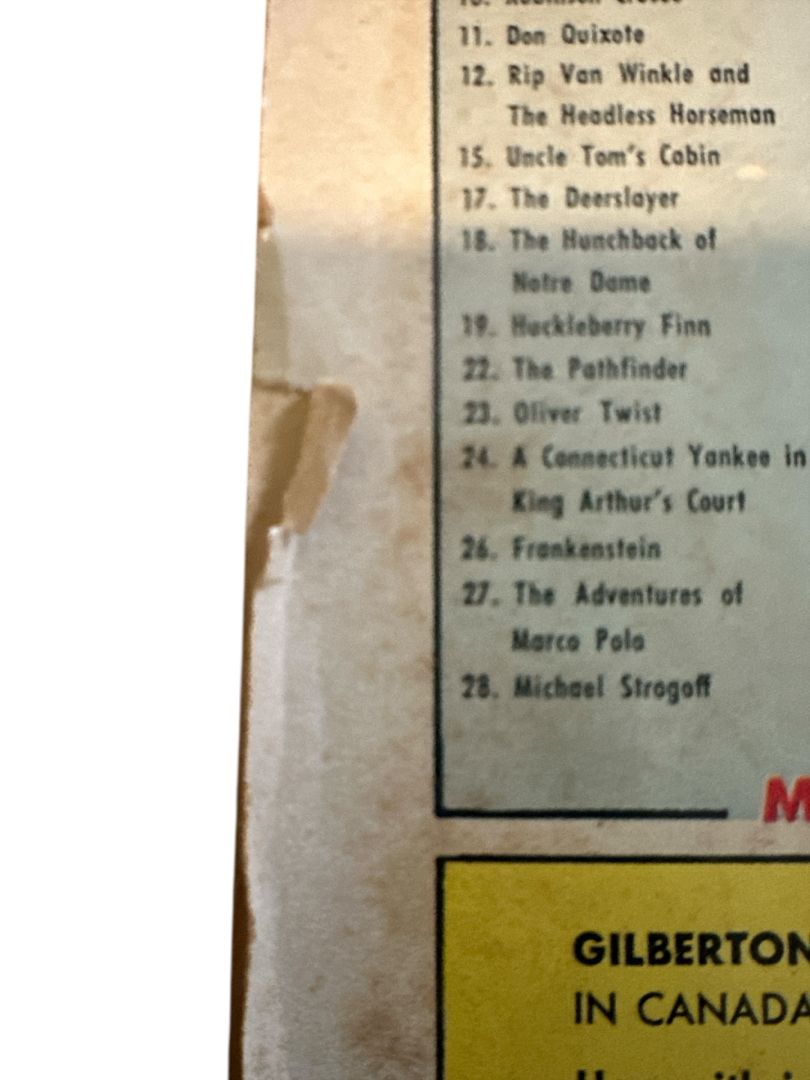 11. Don Quixote
12. Rip Van Winkle and
The Headless Horseman
15. Uncle Tom's Cabin
17. The Deerslayer
18. The Hunchback of
Notre Dame
19. Huckleberry Finn
22. The Pathfinder
23. Oliver Twist
24. A Connecticut Yankee in
King Arthur's Court
26. Frankenstein
27. The Adventures of
Marco Polo
28. Michael Strogoff
M
GILBERTON
IN CANADA